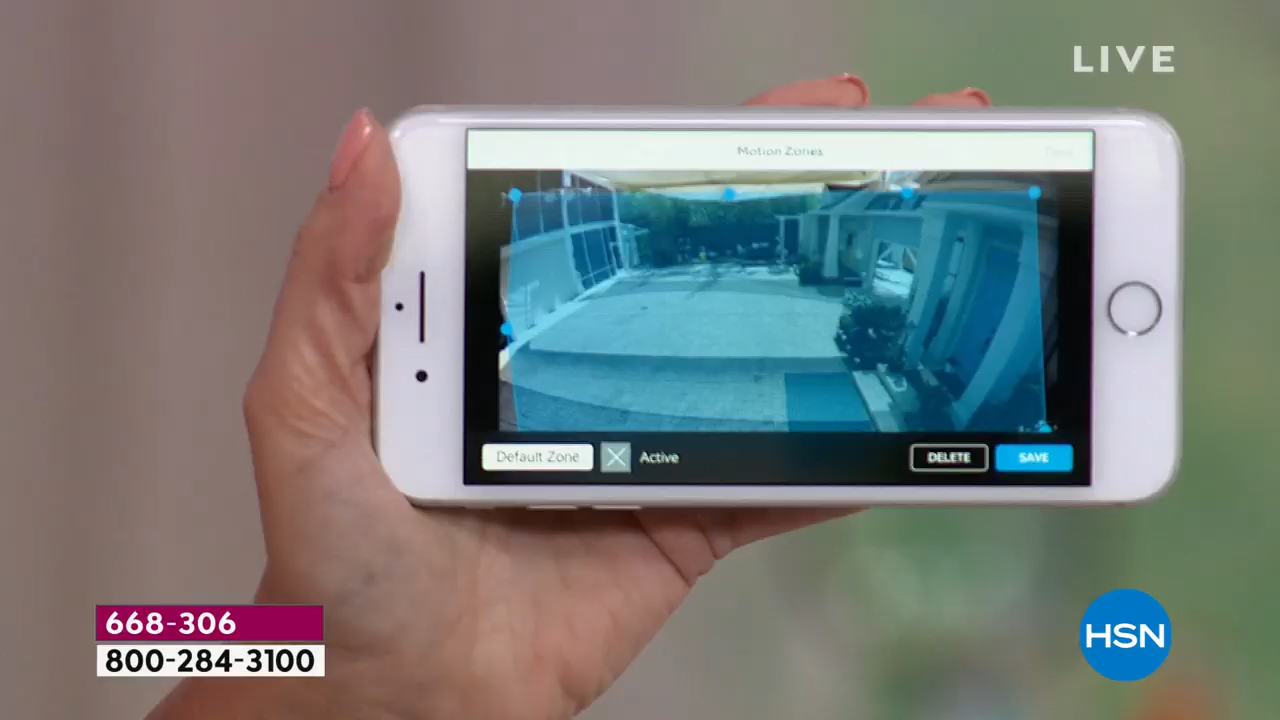 LIVE
Motion Zones
Default Zone
Active
DELETE
SAVE
668-306
800-284-3100
HSN